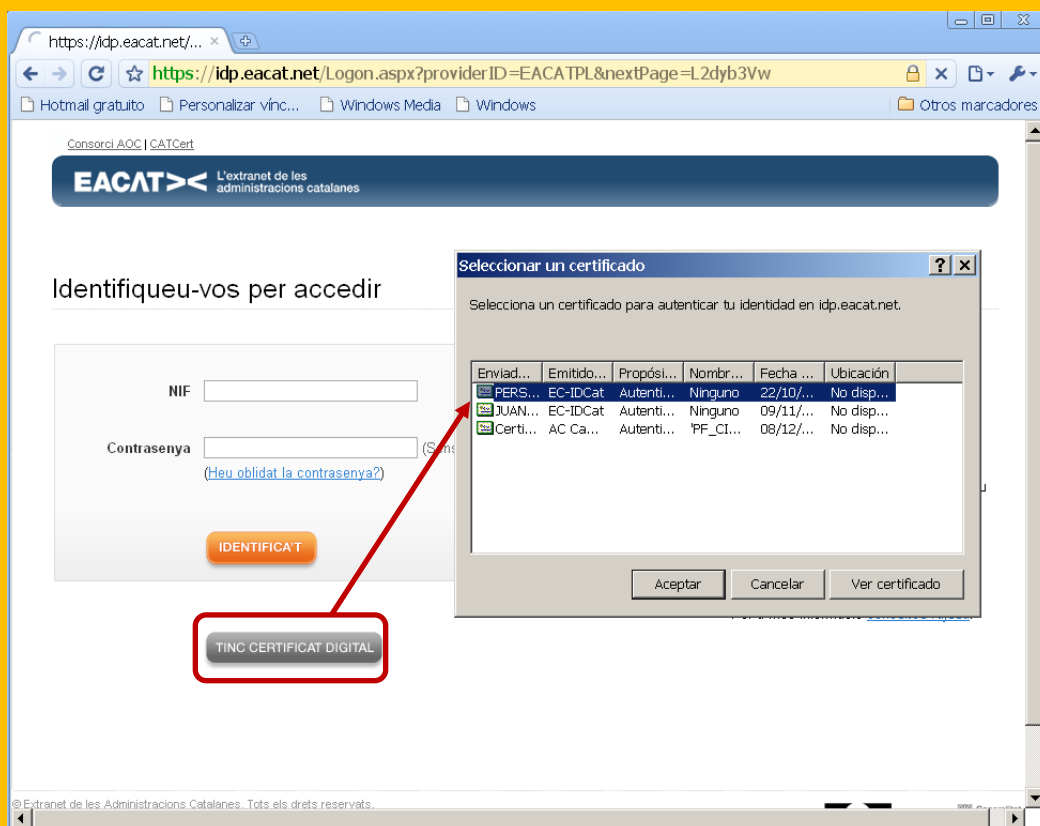 https://idp.eacat.net/...
https://idp.eacat.net/Logon.aspx?providerID=EACATPL&nextPage=L2dyb3Vw
Hotmail gratuito Personalizar vínc... Windows Media Windows Otros marcadores
Consorci AOC | CATCert
EACAT L'extranet de les
administracions catalanes
Identifiqueu-vos per accedir
NIF
Contrasenya
(Heu oblidat la contrasenya?)
IDENTIFICA'T
TINC CERTIFICAT DIGITAL
Seleccionar un certificado
Selecciona un certificado para autenticar tu identidad en idp.eacat.net.
Enviad... Emitido... Propósi... Nombr... Fecha ... Ubicación
PERS... EC-IDCat Autenti... Ninguno 22/10/... No disp...
JUAN... EC-IDCat Autenti... Ninguno 09/11/... No disp...
Certi... AC Ca... Autenti... 'PF_CI... 08/12/... No disp...
Aceptar Cancelar Ver certificado
© Extranet de les Administracions Catalanes. Tots els drets reservats.